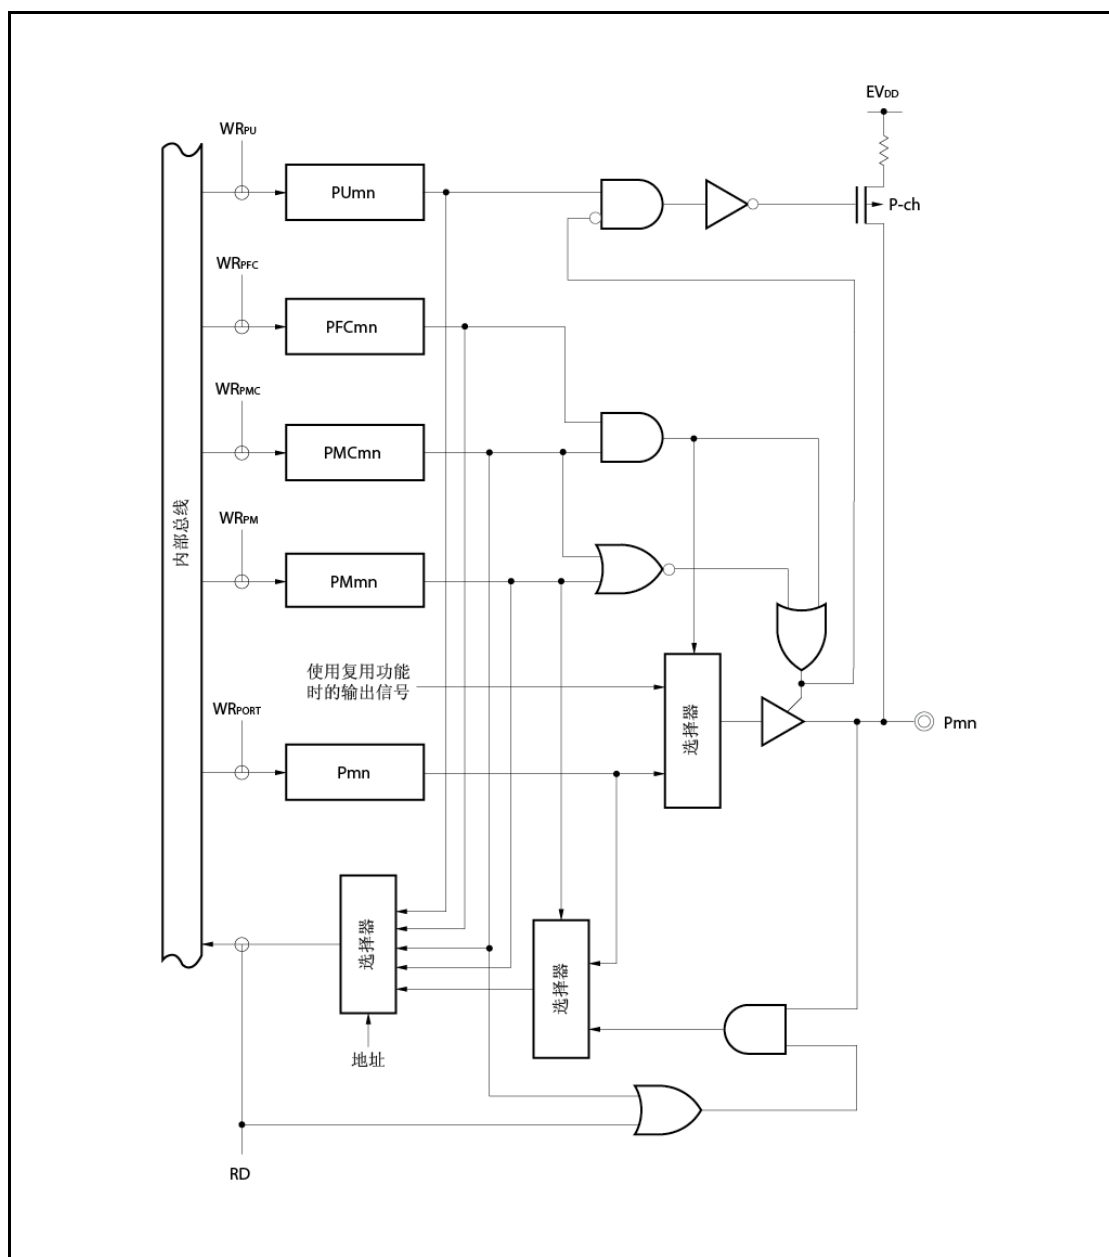 EVDD
WRPU
PUmn
P-ch
WRPFC
PFCmn
WRPMC
PMCmn
内部总线
WRPM
PMmn
使用复用功能
时的输出信号
选择器
WRPORT
Pmn
Pmn
选择器
选择器
地址
RD